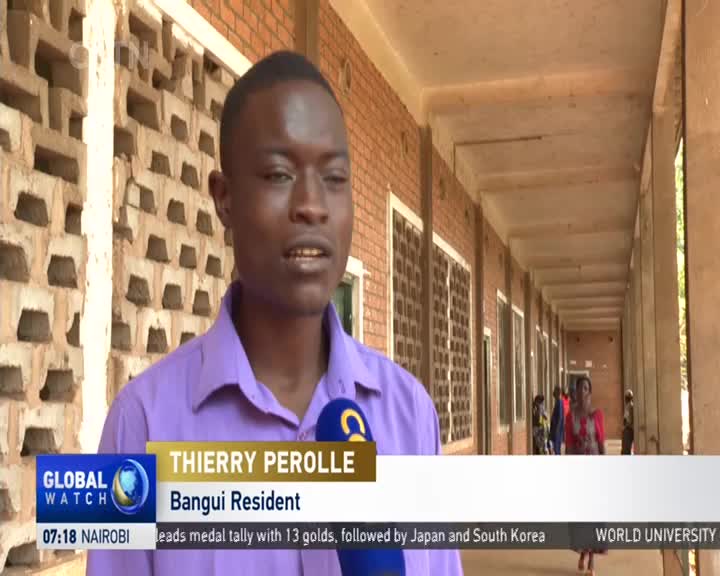 CGTN
THIERRY PEROLLE
Bangui Resident
GLOBAL
WATCH
07:18 NAIROBI
leads medal tally with 13 golds, followed by Japan and South Korea WORLD UNIVERSITY